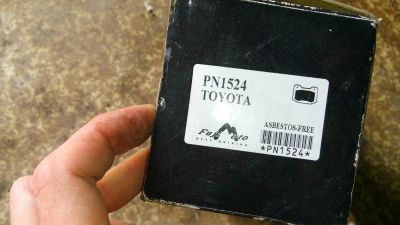 PN1524
TOYOTA
ASBESTOS-FREE
*PN1524*